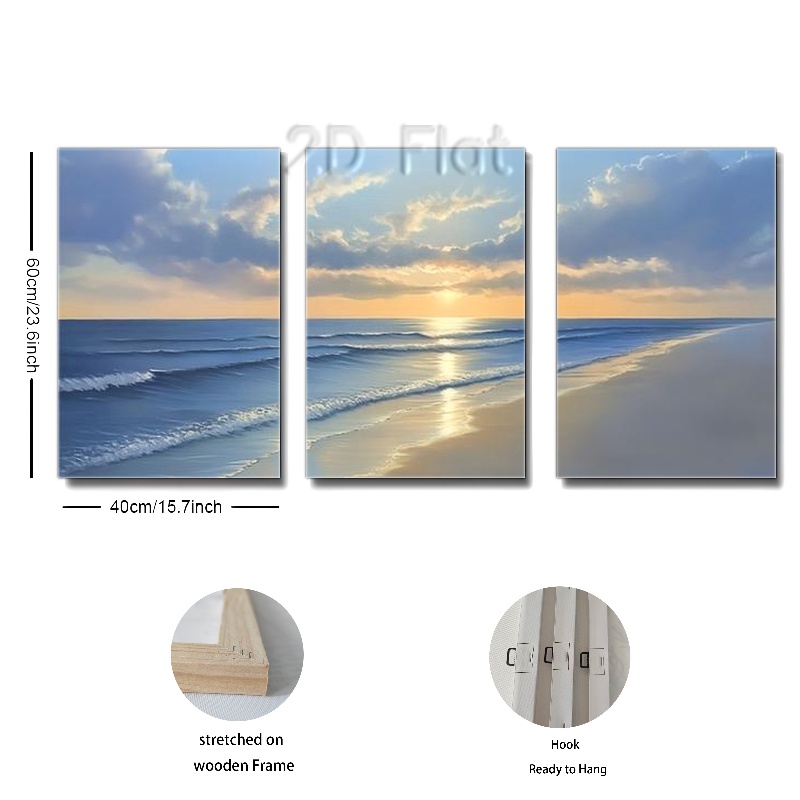 2D Flat
60cm/23.6inch
40cm/15.7inch
stretched on
wooden Frame
Hook
Ready to Hang